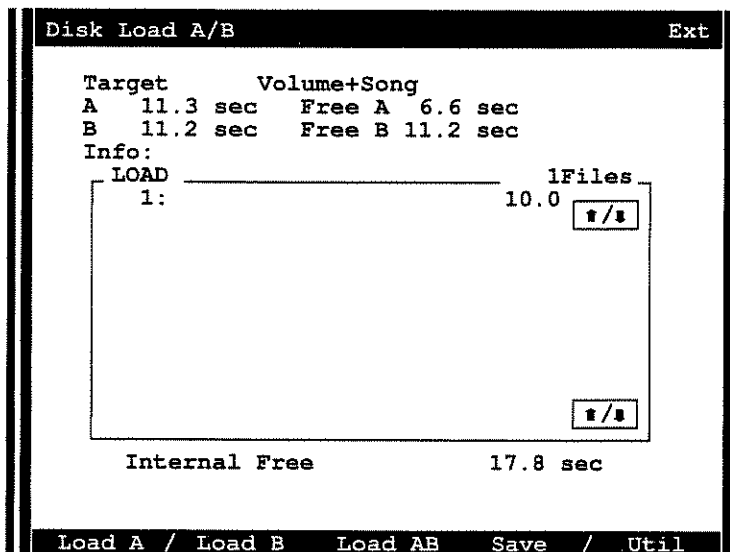 Disk Load A/B Ext
Target Volume+Song
A 11.3 sec Free A 6.6 sec
B 11.2 sec Free B 11.2 sec
Info:
LOAD 1Files
1: 10.0
⬆/⬇
⬆/⬇
Internal Free 17.8 sec
Load A / Load B Load AB Save / Util